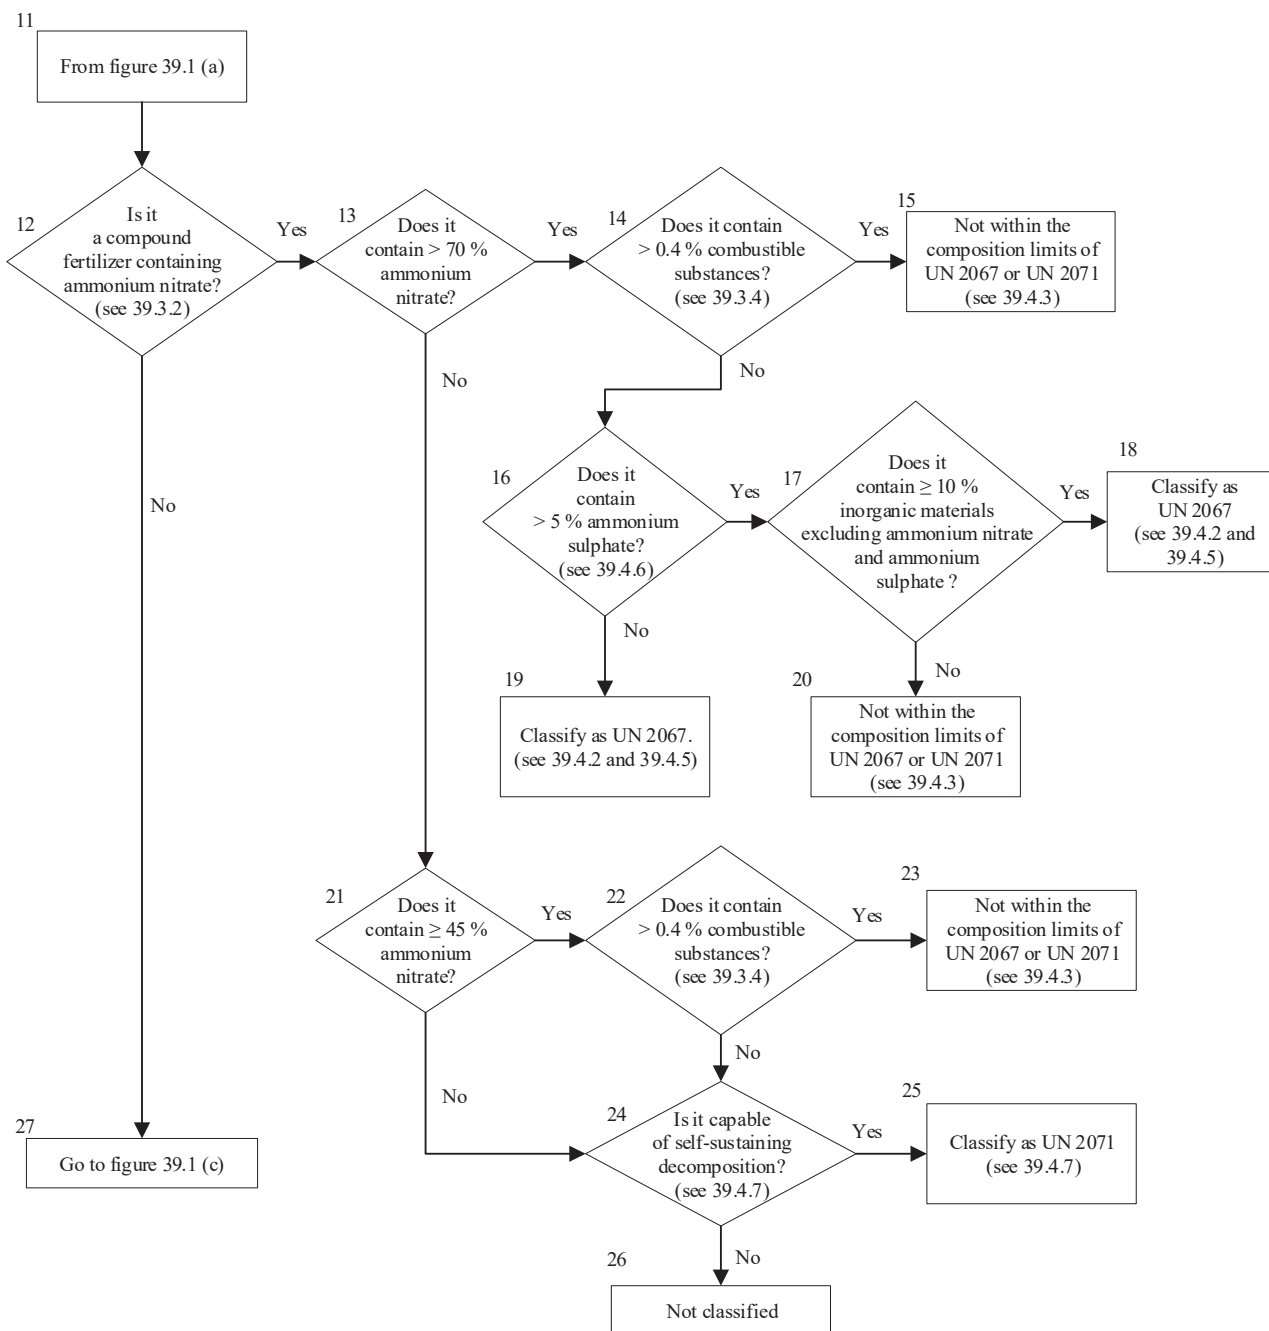 11
From figure 39.1 (a)
12
Is it
a compound
fertilizer containing
ammonium nitrate?
(see 39.3.2)
Yes
13
Does it
contain > 70 %
ammonium
nitrate?
Yes
14
Does it contain
> 0.4 % combustible
substances?
(see 39.3.4)
Yes
15
Not within the
composition limits of
UN 2067 or UN 2071
(see 39.4.3)
No
No
No
16
Does it
contain
> 5 % ammonium
sulphate?
(see 39.4.6)
Yes
17
Does it
contain ≥ 10 %
inorganic materials
excluding ammonium nitrate
and ammonium
sulphate ?
Yes
18
Classify as
UN 2067
(see 39.4.2 and
39.4.5)
No
No
19
Classify as UN 2067.
(see 39.4.2 and 39.4.5)
20
Not within the
composition limits of
UN 2067 or UN 2071
(see 39.4.3)
21
Does it
contain ≥ 45 %
ammonium
nitrate?
Yes
22
Does it contain
> 0.4 % combustible
substances?
(see 39.3.4)
Yes
23
Not within the
composition limits of
UN 2067 or UN 2071
(see 39.4.3)
No
No
24
Is it capable
of self-sustaining
decomposition?
(see 39.4.7)
Yes
25
Classify as UN 2071
(see 39.4.7)
27
Go to figure 39.1 (c)
No
26
Not classified